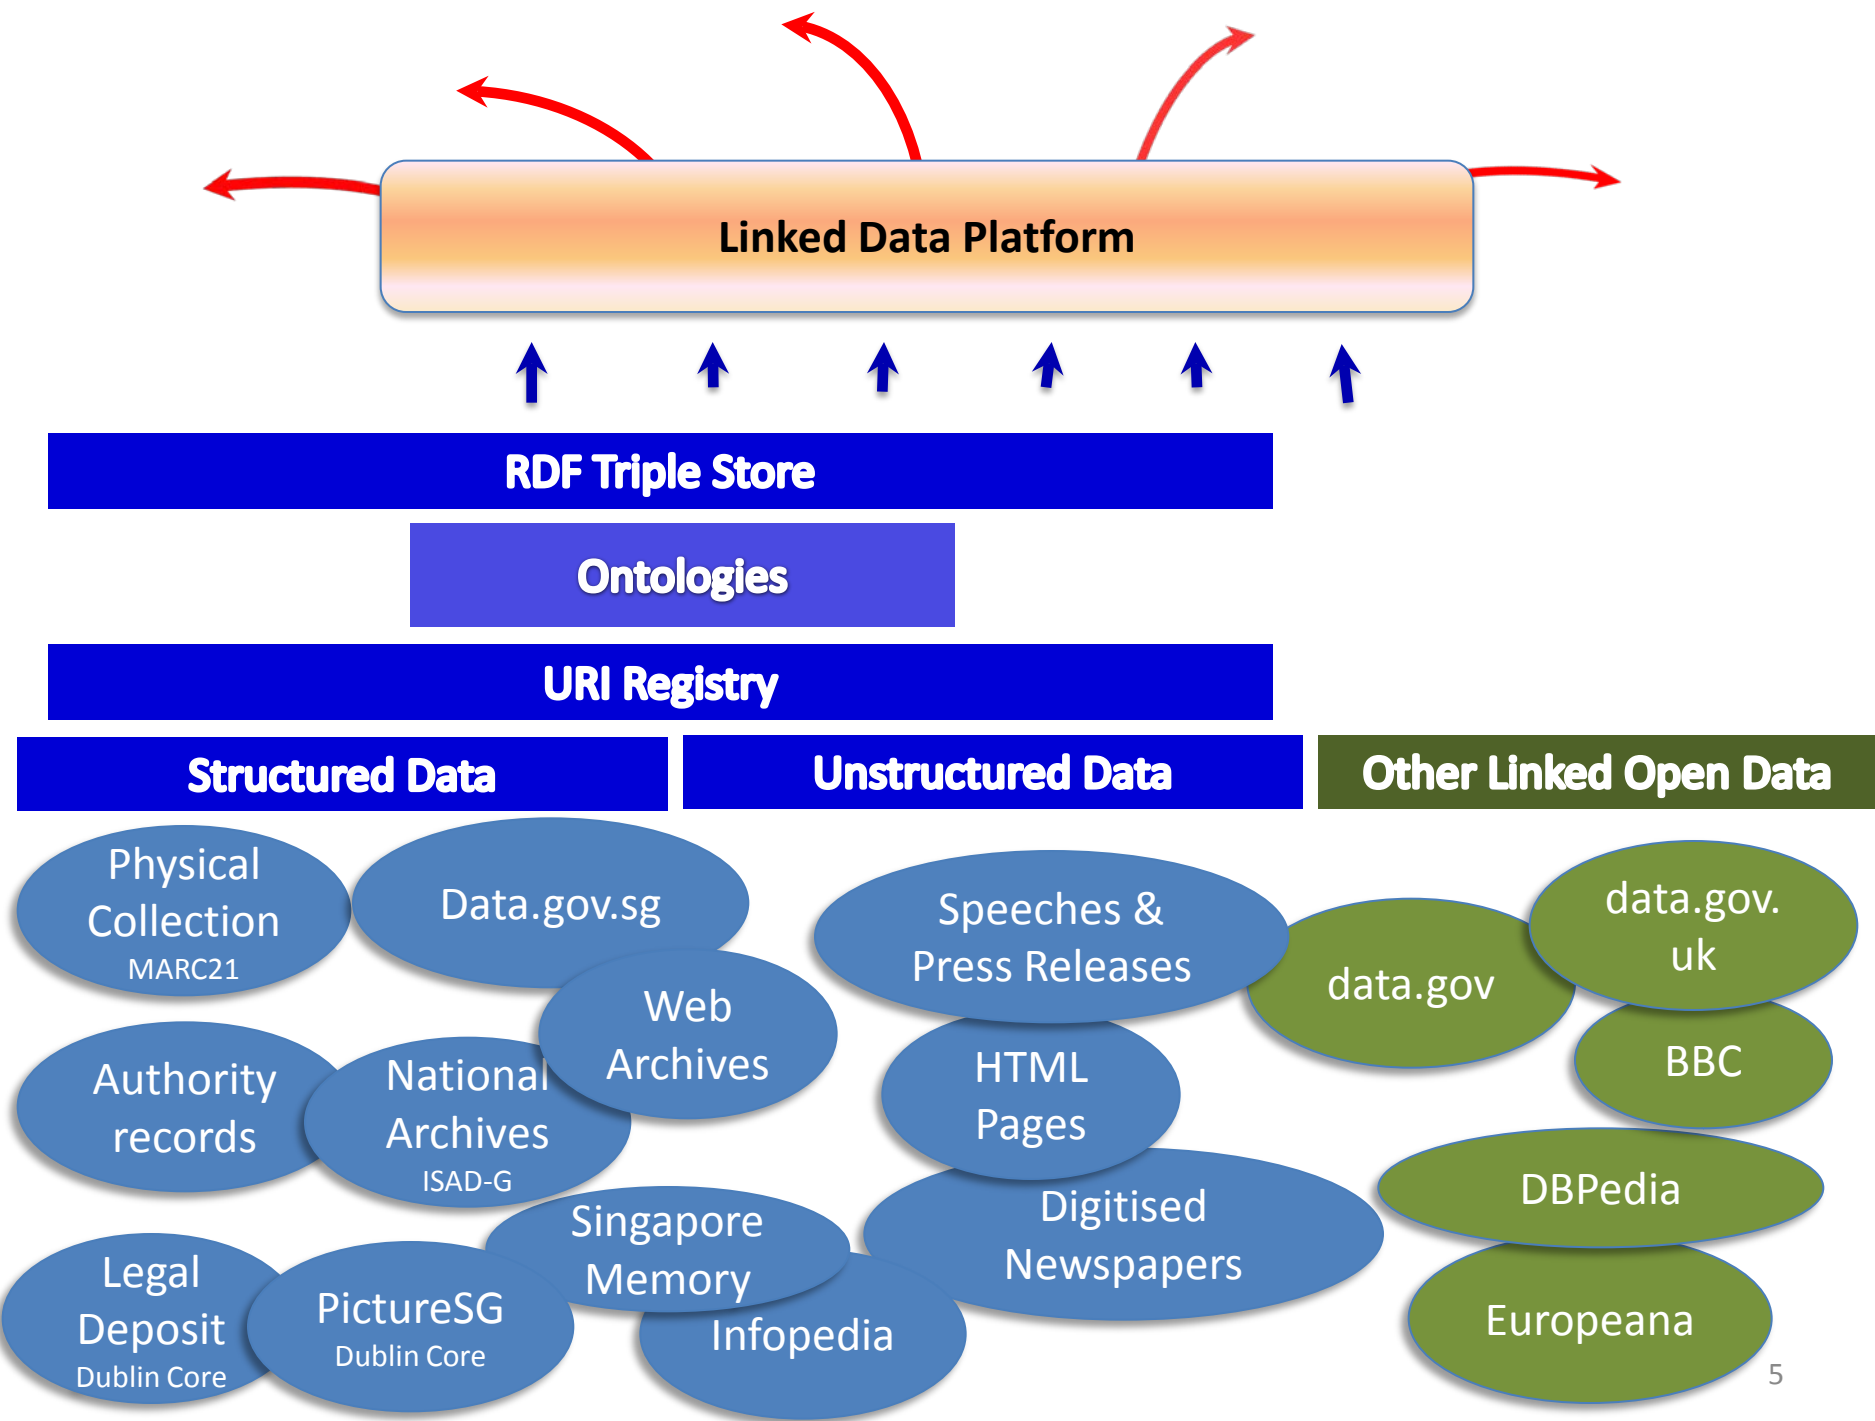 Linked Data Platform
RDF Triple Store
Ontologies
URI Registry
Structured Data
Unstructured Data
Other Linked Open Data
Physical
Collection
MARC21
Data.gov.sg
Web
Archives
Authority
records
National
Archives
ISAD-G
Singapore
Memory
Legal
Deposit
Dublin Core
PictureSG
Dublin Core
Infopedia
Speeches &
Press Releases
HTML
Pages
Digitised
Newspapers
data.gov
data.gov.
uk
BBC
DBPedia
Europeana
5